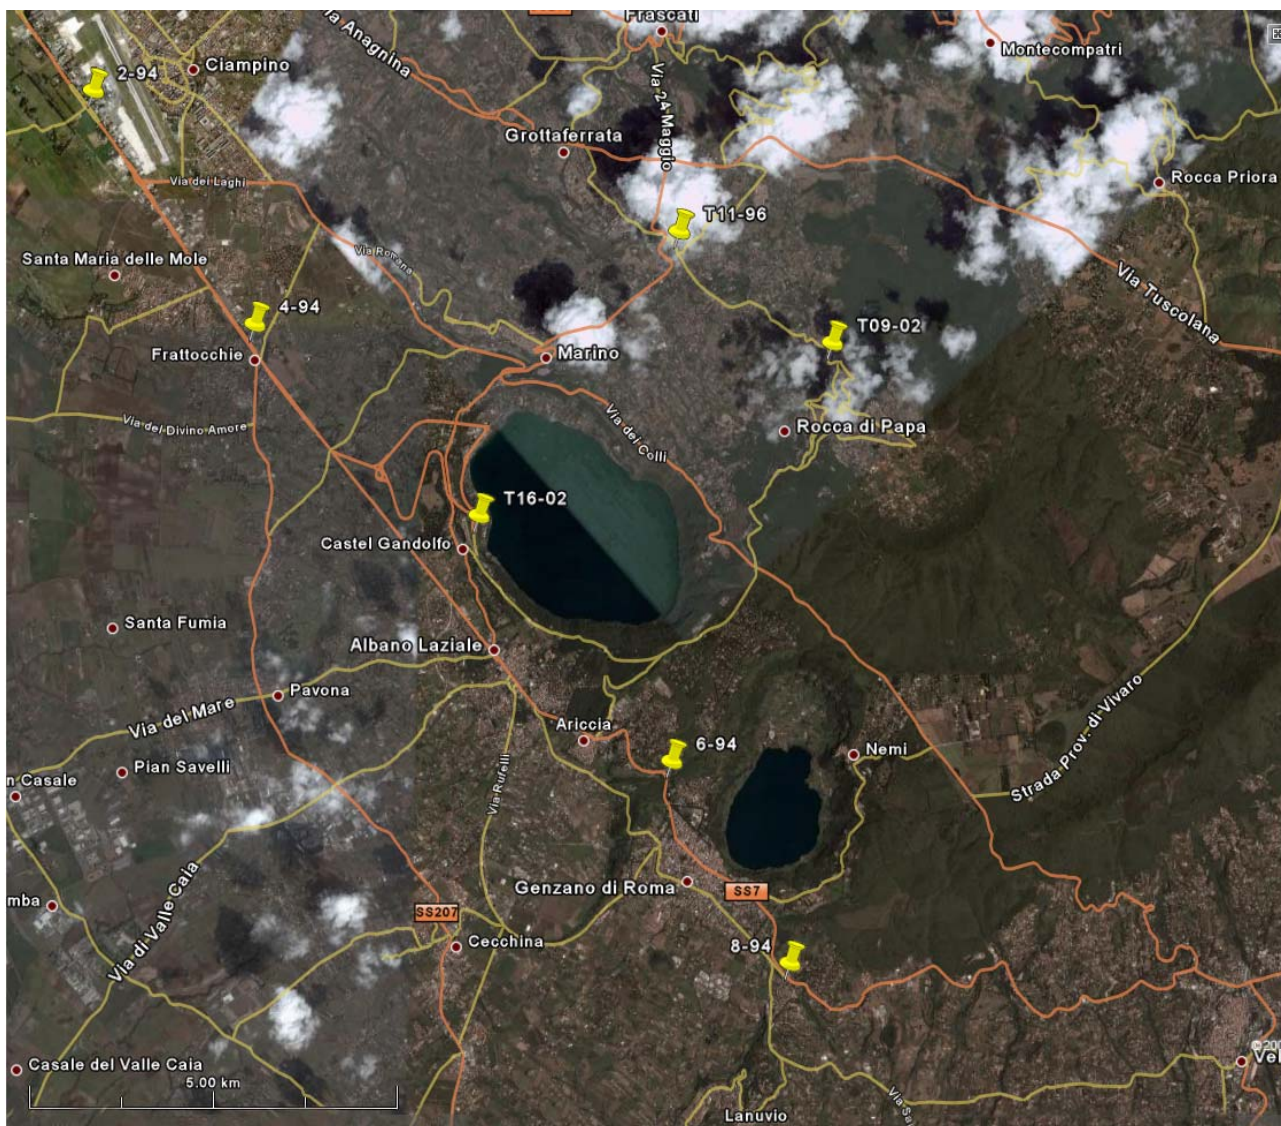 Frascati
Via Anagnina
Montecompatri
Ciampino
2-94
Via 24 Maggio
Grottaferrata
Via dei Laghi
Rocca Priora
T11-96
Via Romana
Santa Maria delle Mole
Via Tuscolana
4-94
T09-02
Frattocchie
Marino
Via del Divino Amore
Via dei Colli
Rocca di Papa
T16-02
Castel Gandolfo
Santa Fumia
Albano Laziale
Pavona
Via del Mare
Ariccia
6-94
Nemi
Strada Prov. di Vivaro
Pian Savelli
n Casale
Via Rufelli
Genzano di Roma
SS7
Via di Valle Caia
mba
SS207
Cecchina
8-94
Casale del Valle Caia
5.00 km
Lanuvio